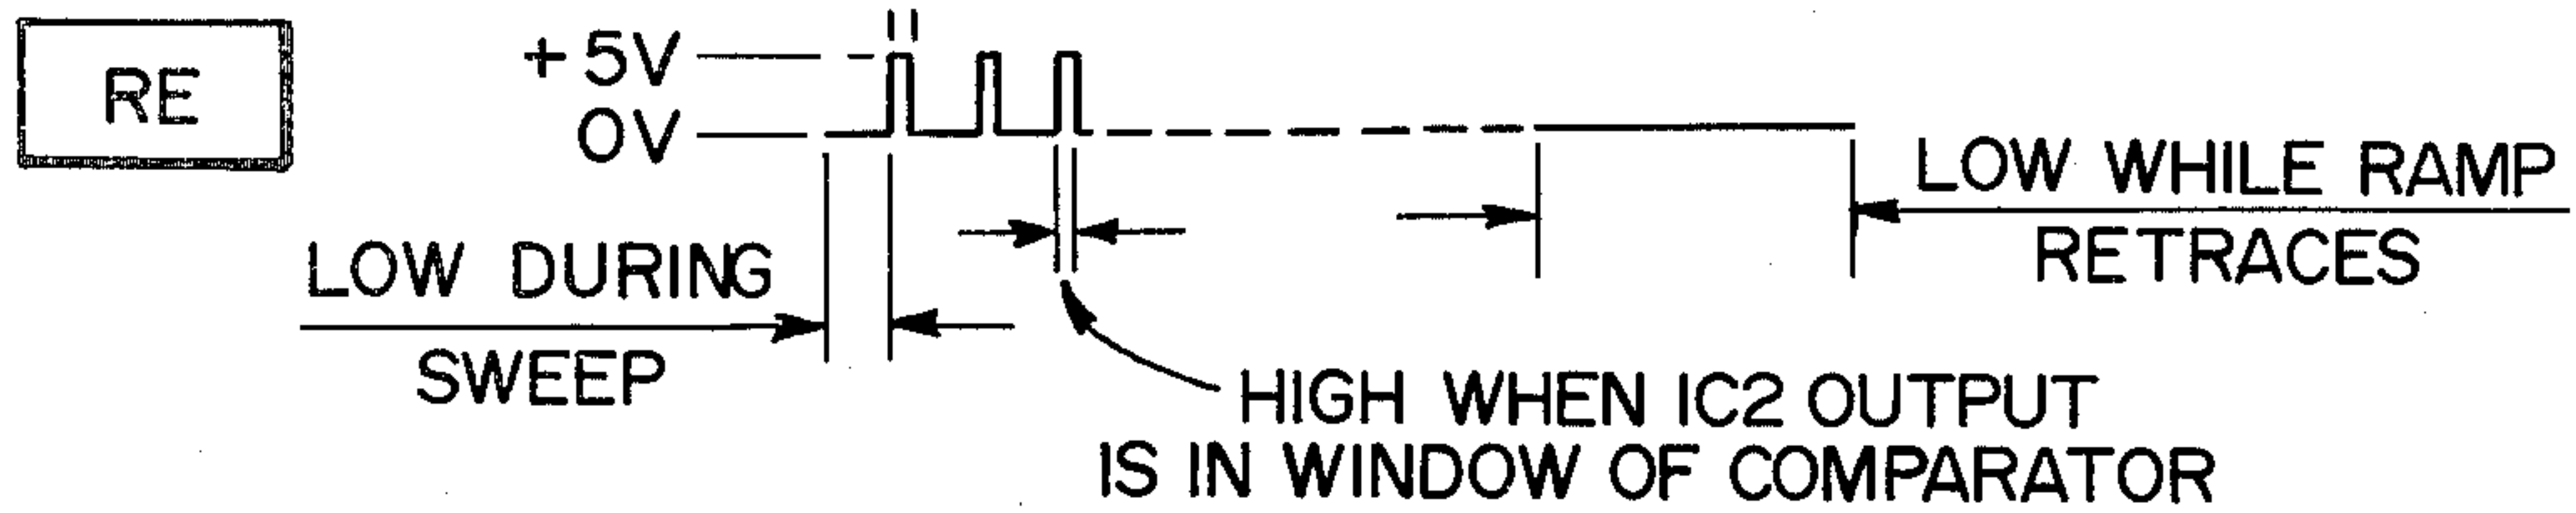 RE
+5V
0V
LOW DURING
SWEEP
HIGH WHEN IC2 OUTPUT
IS IN WINDOW OF COMPARATOR
LOW WHILE RAMP
RETRACES